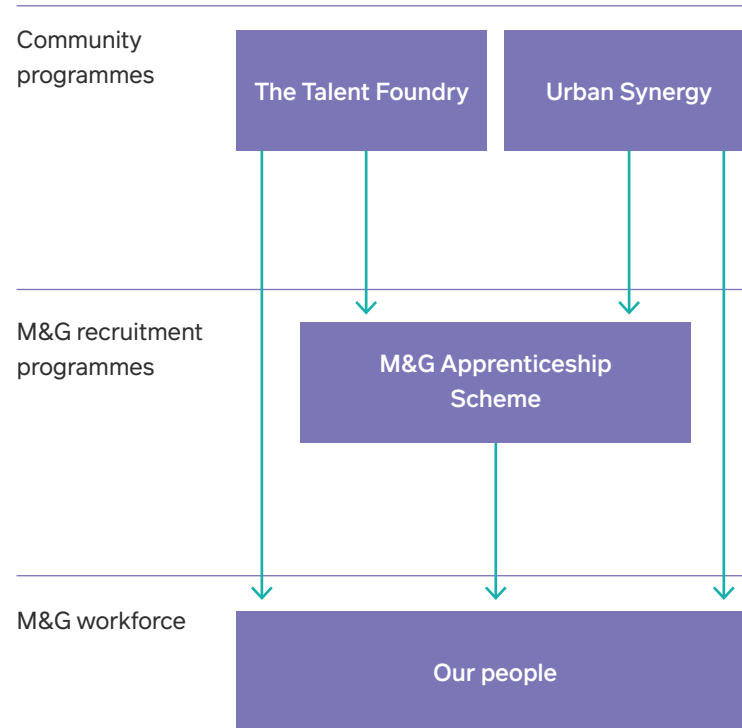 Community
programmes
The Talent Foundry
Urban Synergy
M&G recruitment
programmes
M&G Apprenticeship
Scheme
M&G workforce
Our people